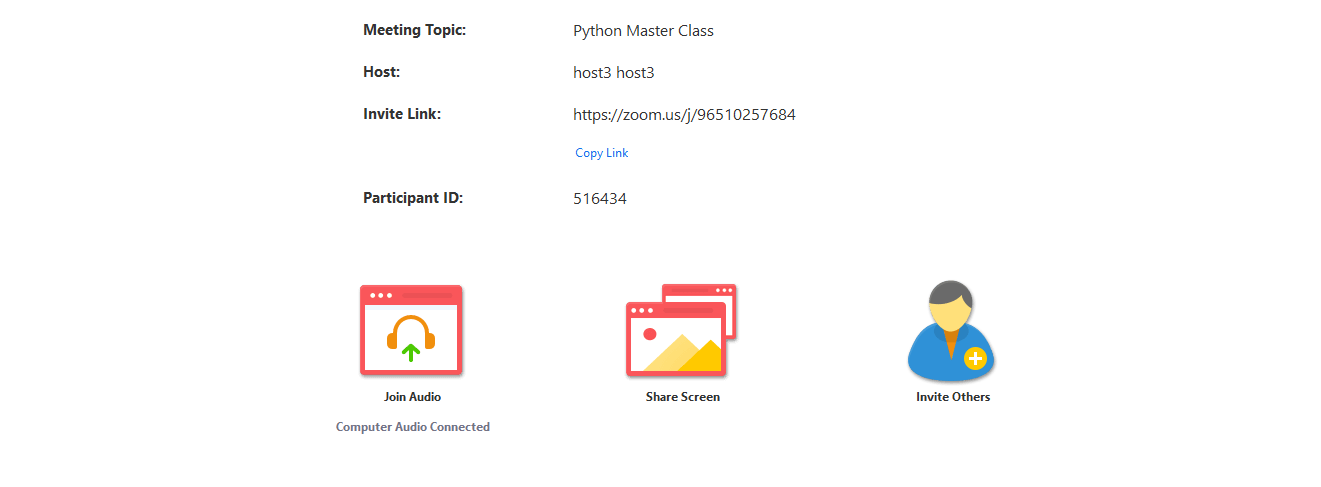 Meeting Topic: Python Master Class
Host: host3 host3
Invite Link: https://zoom.us/j/96510257684
Copy Link
Participant ID: 516434
Join Audio Share Screen Invite Others
Computer Audio Connected